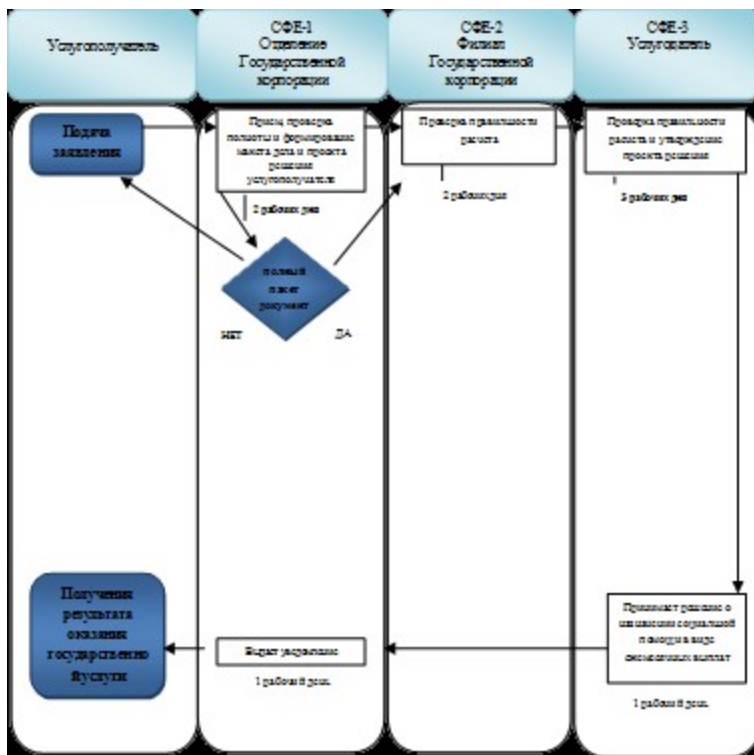 Услугополучатель
СФЕ-1
Отделение
Государственной
корпорации
СФЕ-2
Филиал
Государственной
корпорации
СФЕ-3
Услугодатель
Подача
заявления
Прием, проверка
полноты и формирование
макета дела и проекта
решения
услугополучателя
2 рабочих дня
Проверка правильности
расчета
2 рабочих дня
Проверка правильности
расчета и утверждение
проекта решения
рабочих дня
полный
пакет
документ
НЕТ
ДА
Получения
результата
оказания
государственно
йуслуги
Выдает уведомление
1 рабочий день
Принимает решение о
назначении социальной
помощи в виде
ежемесячных выплат
1 рабочий день